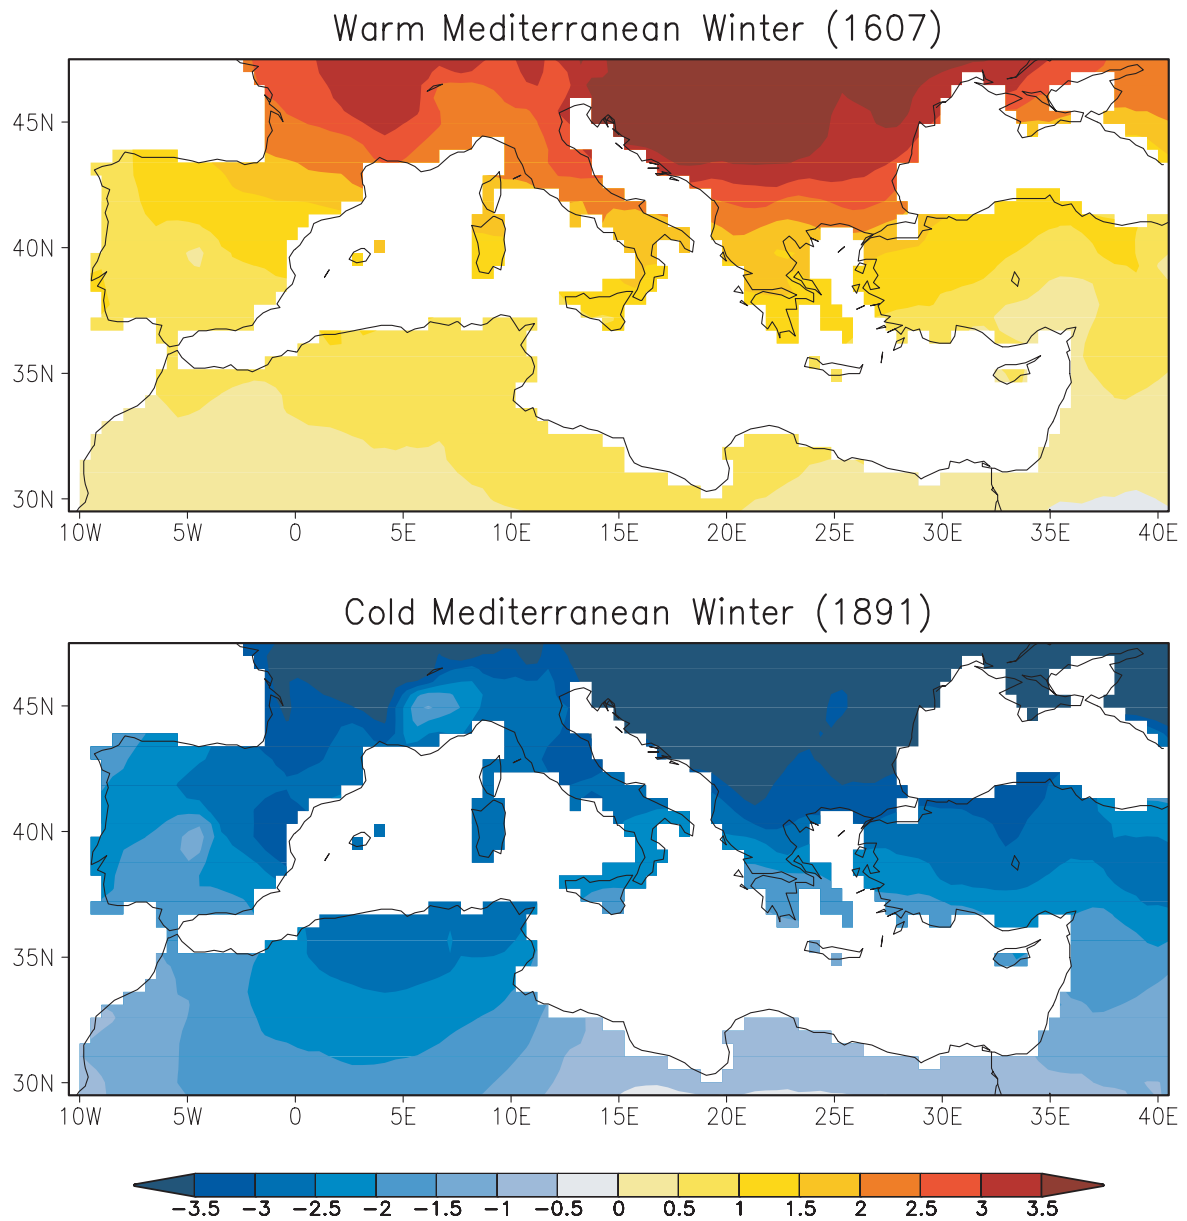 Warm Mediterranean Winter (1607)
45N
40N
35N
30N
10W 5W 0 5E 10E 15E 20E 25E 30E 35E 40E
Cold Mediterranean Winter (1891)
45N
40N
35N
30N
10W 5W 0 5E 10E 15E 20E 25E 30E 35E 40E
−3.5 −3 −2.5 −2 −1.5 −1 −0.5 0 0.5 1 1.5 2 2.5 3 3.5